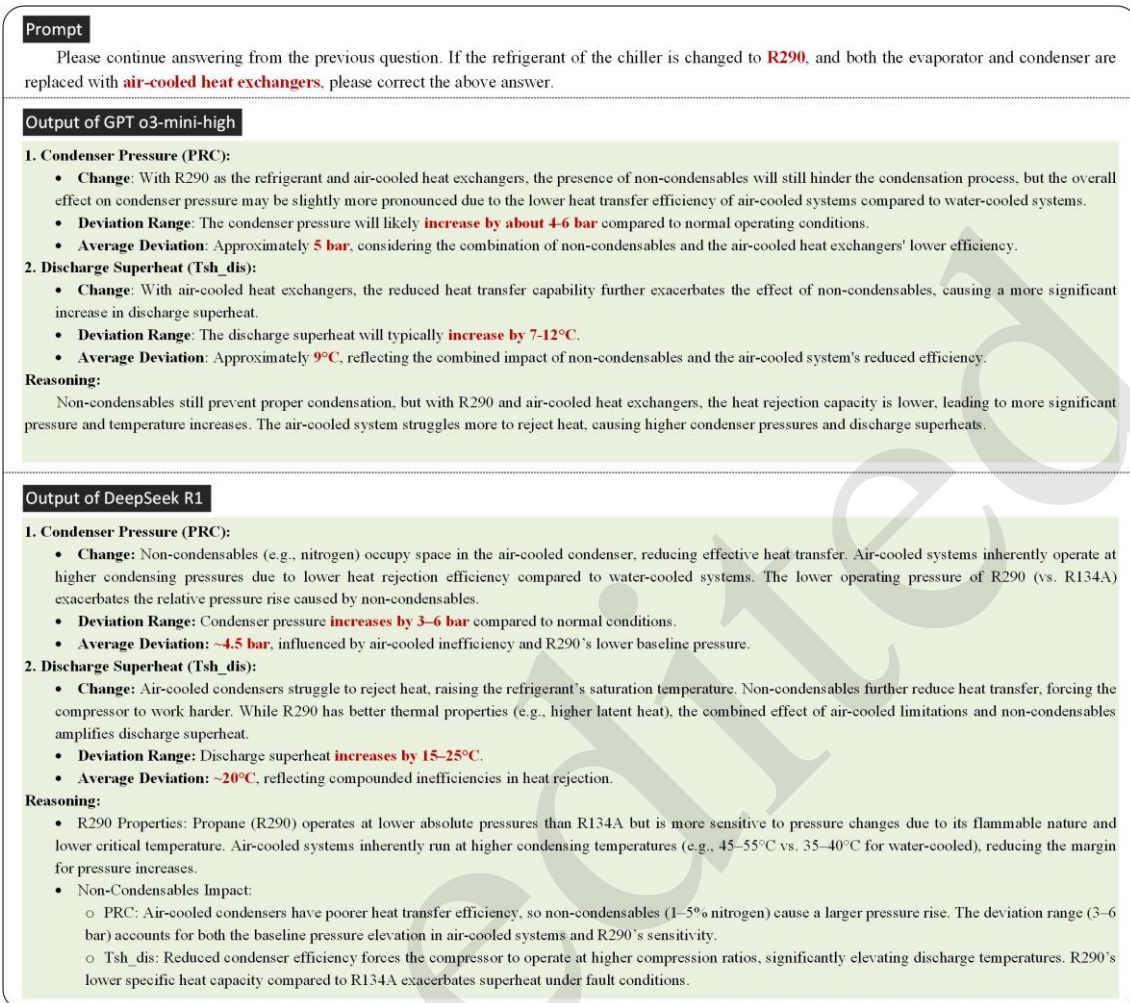 Prompt
Please continue answering from the previous question. If the refrigerant of the chiller is changed to R290, and both the evaporator and condenser are
replaced with air-cooled heat exchangers, please correct the above answer.
Output of GPT o3-mini-high
1. Condenser Pressure (PRC):
• Change: With R290 as the refrigerant and air-cooled heat exchangers, the presence of non-condensables will still hinder the condensation process, but the overall
effect on condenser pressure may be slightly more pronounced due to the lower heat transfer efficiency of air-cooled systems compared to water-cooled systems.
• Deviation Range: The condenser pressure will likely increase by about 4-6 bar compared to normal operating conditions.
• Average Deviation: Approximately 5 bar, considering the combination of non-condensables and the air-cooled heat exchangers' lower efficiency.
2. Discharge Superheat (Tsh_dis):
• Change: With air-cooled heat exchangers, the reduced heat transfer capability further exacerbates the effect of non-condensables, causing a more significant
increase in discharge superheat.
• Deviation Range: The discharge superheat will typically increase by 7-12°C.
• Average Deviation: Approximately 9°C, reflecting the combined impact of non-condensables and the air-cooled system's reduced efficiency.
Reasoning:
Non-condensables still prevent proper condensation, but with R290 and air-cooled heat exchangers, the heat rejection capacity is lower, leading to more significant
pressure and temperature increases. The air-cooled system struggles more to reject heat, causing higher condenser pressures and discharge superheats.
Output of DeepSeek R1
1. Condenser Pressure (PRC):
• Change: Non-condensables (e.g., nitrogen) occupy space in the air-cooled condenser, reducing effective heat transfer. Air-cooled systems inherently operate at
higher condensing pressures due to lower heat rejection efficiency compared to water-cooled systems. The lower operating pressure of R290 (vs. R134A)
exacerbates the relative pressure rise caused by non-condensables.
• Deviation Range: Condenser pressure increases by 3–6 bar compared to normal conditions.
• Average Deviation: ~4.5 bar, influenced by air-cooled inefficiency and R290's lower baseline pressure.
2. Discharge Superheat (Tsh_dis):
• Change: Air-cooled condensers struggle to reject heat, raising the refrigerant's saturation temperature. Non-condensables further reduce heat transfer, forcing the
compressor to work harder. While R290 has better thermal properties (e.g., higher latent heat), the combined effect of air-cooled limitations and non-condensables
amplifies discharge superheat.
• Deviation Range: Discharge superheat increases by 15–25°C.
• Average Deviation: ~20°C, reflecting compounded inefficiencies in heat rejection.
Reasoning:
• R290 Properties: Propane (R290) operates at lower absolute pressures than R134A but is more sensitive to pressure changes due to its flammable nature and
lower critical temperature. Air-cooled systems inherently run at higher condensing temperatures (e.g., 45–55°C vs. 35–40°C for water-cooled), reducing the margin
for pressure increases.
• Non-Condensables Impact:
○ PRC: Air-cooled condensers have poorer heat transfer efficiency, so non-condensables (1–5% nitrogen) cause a larger pressure rise. The deviation range (3–6
bar) accounts for both the baseline pressure elevation in air-cooled systems and R290's sensitivity.
○ Tsh_dis: Reduced condenser efficiency forces the compressor to operate at higher compression ratios, significantly elevating discharge temperatures. R290's
lower specific heat capacity compared to R134A exacerbates superheat under fault conditions.
edited